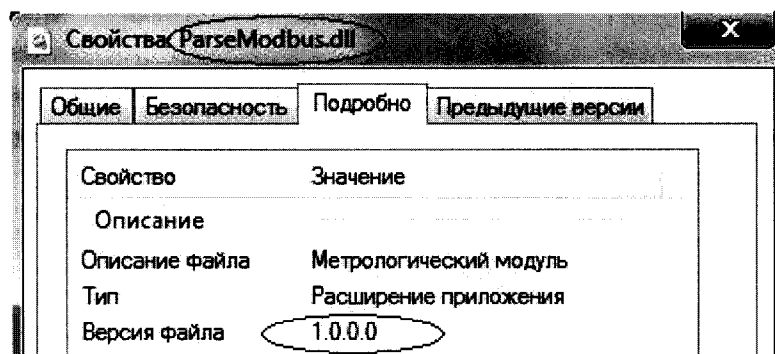 Свойства: ParseModbus.dll
x
Общие Безопасность Подробно Предыдущие версии
Свойство Значение
Описание
Описание файла Метрологический модуль
Тип Расширение приложения
Версия файла 1.0.0.0